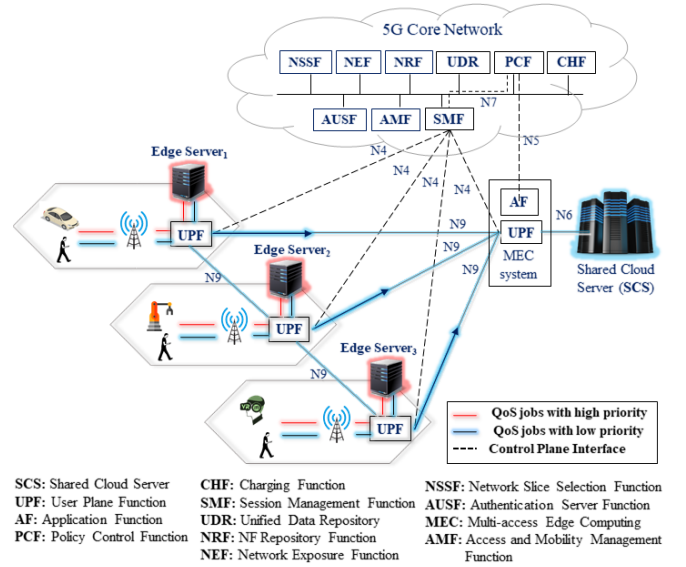 5G Core Network
NSSF NEF NRF UDR PCF CHF
N7
AUSF AMF SMF
N5
Edge Server1
N4
N4
N4
N4
AF
N6
UPF
N9
UPF
Edge Server2
N9
MEC
system
N9
Shared Cloud
Server (SCS)
N9
UPF
Edge Server3
N9
UPF
QoS jobs with high priority
QoS jobs with low priority
Control Plane Interface
SCS: Shared Cloud Server
UPF: User Plane Function
AF: Application Function
PCF: Policy Control Function
CHF: Charging Function
SMF: Session Management Function
UDR: Unified Data Repository
NRF: NF Repository Function
NEF: Network Exposure Function
NSSF: Network Slice Selection Function
AUSF: Authentication Server Function
MEC: Multi-access Edge Computing
AMF: Access and Mobility Management
Function